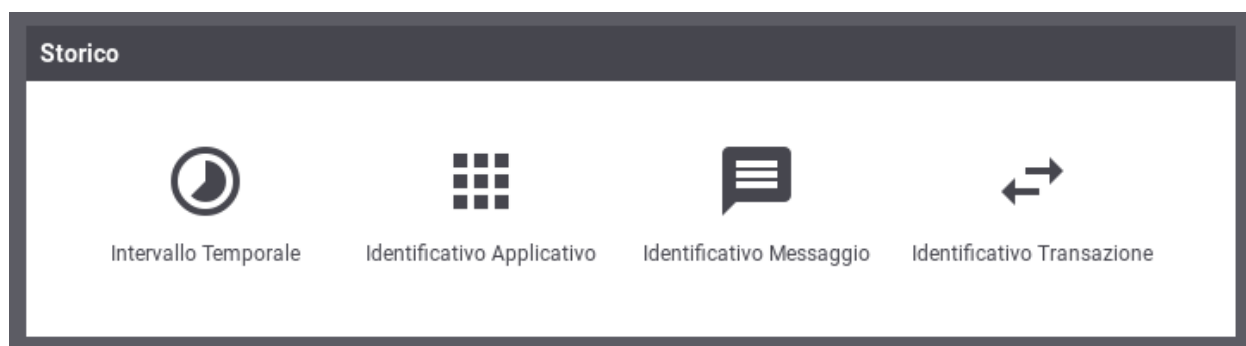 Storico
Intervallo Temporale
Identificativo Applicativo
Identificativo Messaggio
Identificativo Transazione